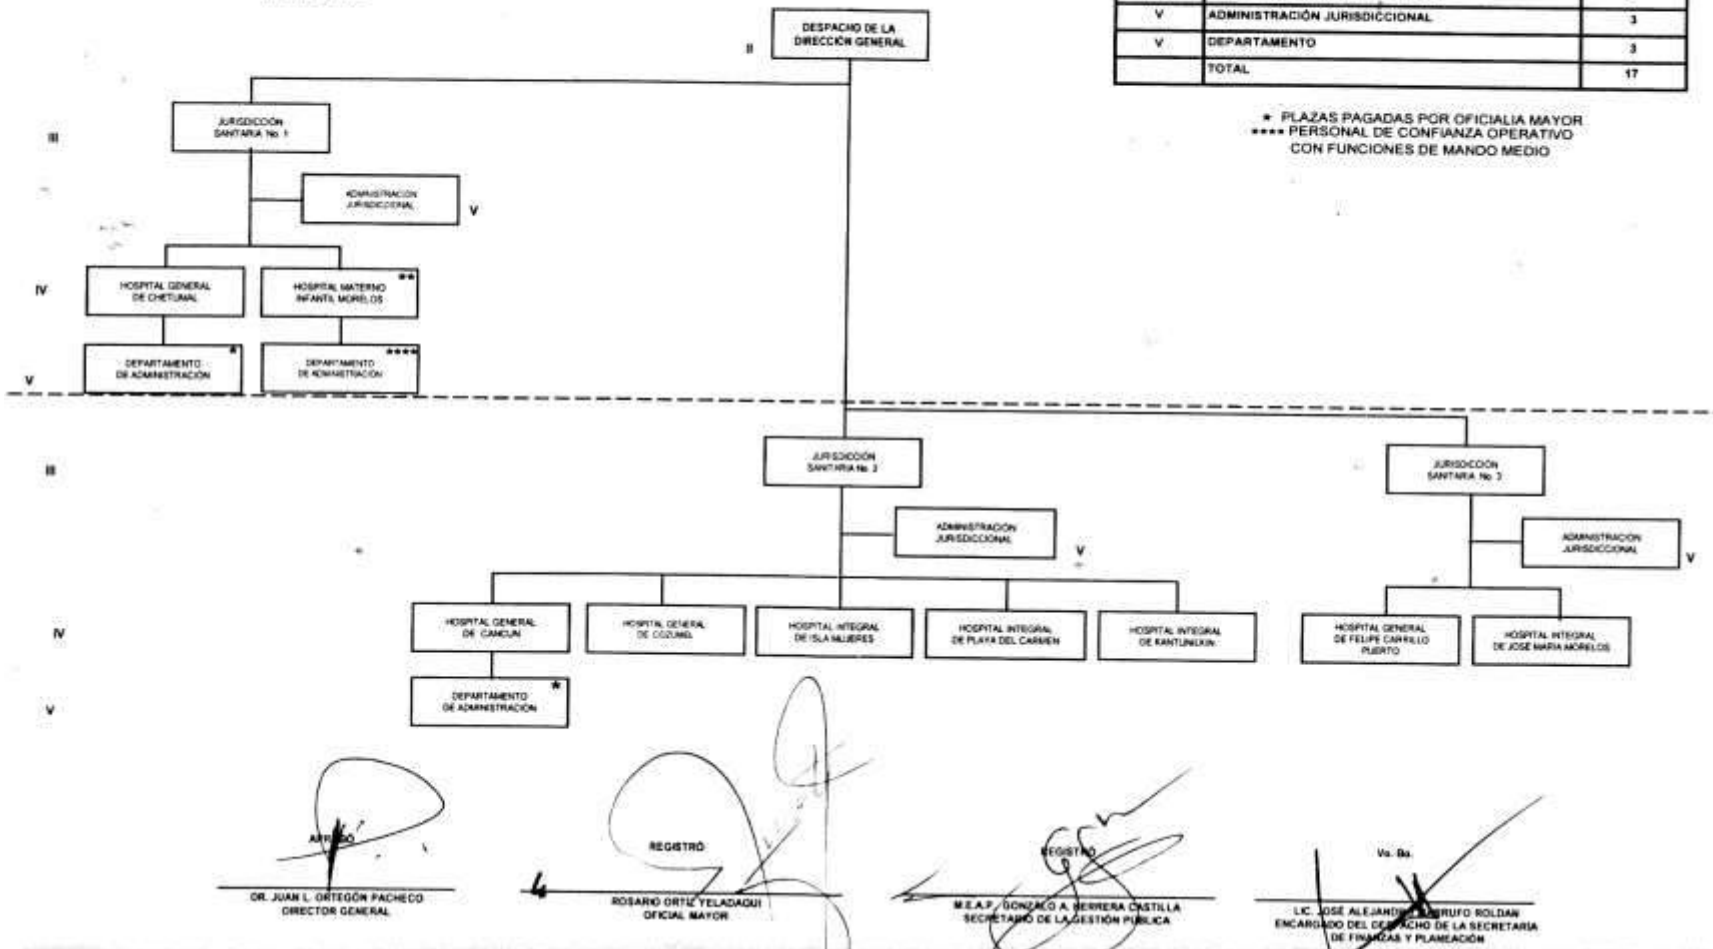 DESPACHO DE LA
DIRECCIÓN GENERAL
II
V ADMINISTRACIÓN JURISDICCIONAL 3
V DEPARTAMENTO 3
TOTAL 17
* PLAZAS PAGADAS POR OFICIALIA MAYOR
**** PERSONAL DE CONFIANZA OPERATIVO
CON FUNCIONES DE MANDO MEDIO
III
JURISDICCIÓN
SANITARIA No. 1
ADMINISTRACIÓN
JURISDICCIONAL
V
IV
HOSPITAL GENERAL
DE CHETUMAL
HOSPITAL MATERNO **
INFANTIL MORELOS
V
DEPARTAMENTO *
DE ADMINISTRACIÓN
DEPARTAMENTO ****
DE ADMINISTRACIÓN
III
JURISDICCIÓN
SANITARIA No. 2
JURISDICCIÓN
SANITARIA No. 3
ADMINISTRACIÓN
JURISDICCIONAL
V
ADMINISTRACIÓN
JURISDICCIONAL
V
IV
HOSPITAL GENERAL
DE CANCUN
HOSPITAL GENERAL
DE COZUMEL
HOSPITAL INTEGRAL
DE ISLA MUJERES
HOSPITAL INTEGRAL
DE PLAYA DEL CARMEN
HOSPITAL INTEGRAL
DE KANTUNILKIN
HOSPITAL GENERAL
DE FELIPE CARRILLO
PUERTO
HOSPITAL INTEGRAL
DE JOSE MARIA MORELOS
V
DEPARTAMENTO *
DE ADMINISTRACIÓN
REGISTRÓ
REGISTRÓ
Vo. Bo.
DR. JUAN L. ORTEGÓN PACHECO
DIRECTOR GENERAL
ROSARIO ORTIZ YELADAQUI
OFICIAL MAYOR
M.E.A.P. GONZALO A. HERRERA CASTILLA
SECRETARIO DE LA GESTIÓN PÚBLICA
LIC. JOSÉ ROLDAN
ENCARGADO DEL DESPACHO DE LA SECRETARÍA
DE FINANZAS Y PLANEACIÓN